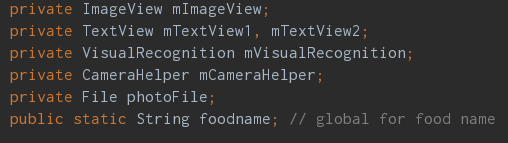 private ImageView mImageView;
private TextView mTextView1, mTextView2;
private VisualRecognition mVisualRecognition;
private CameraHelper mCameraHelper;
private File photoFile;
public static String foodname; // global for food name